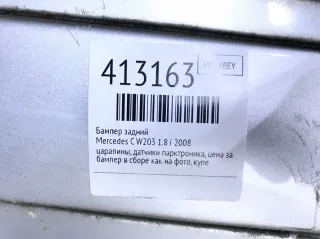 413163
Бампер задний
Mercedes C W203 1.8 i 2008
царапины, датчики парктроника, цена за
бампер в сборе как на фото, купе